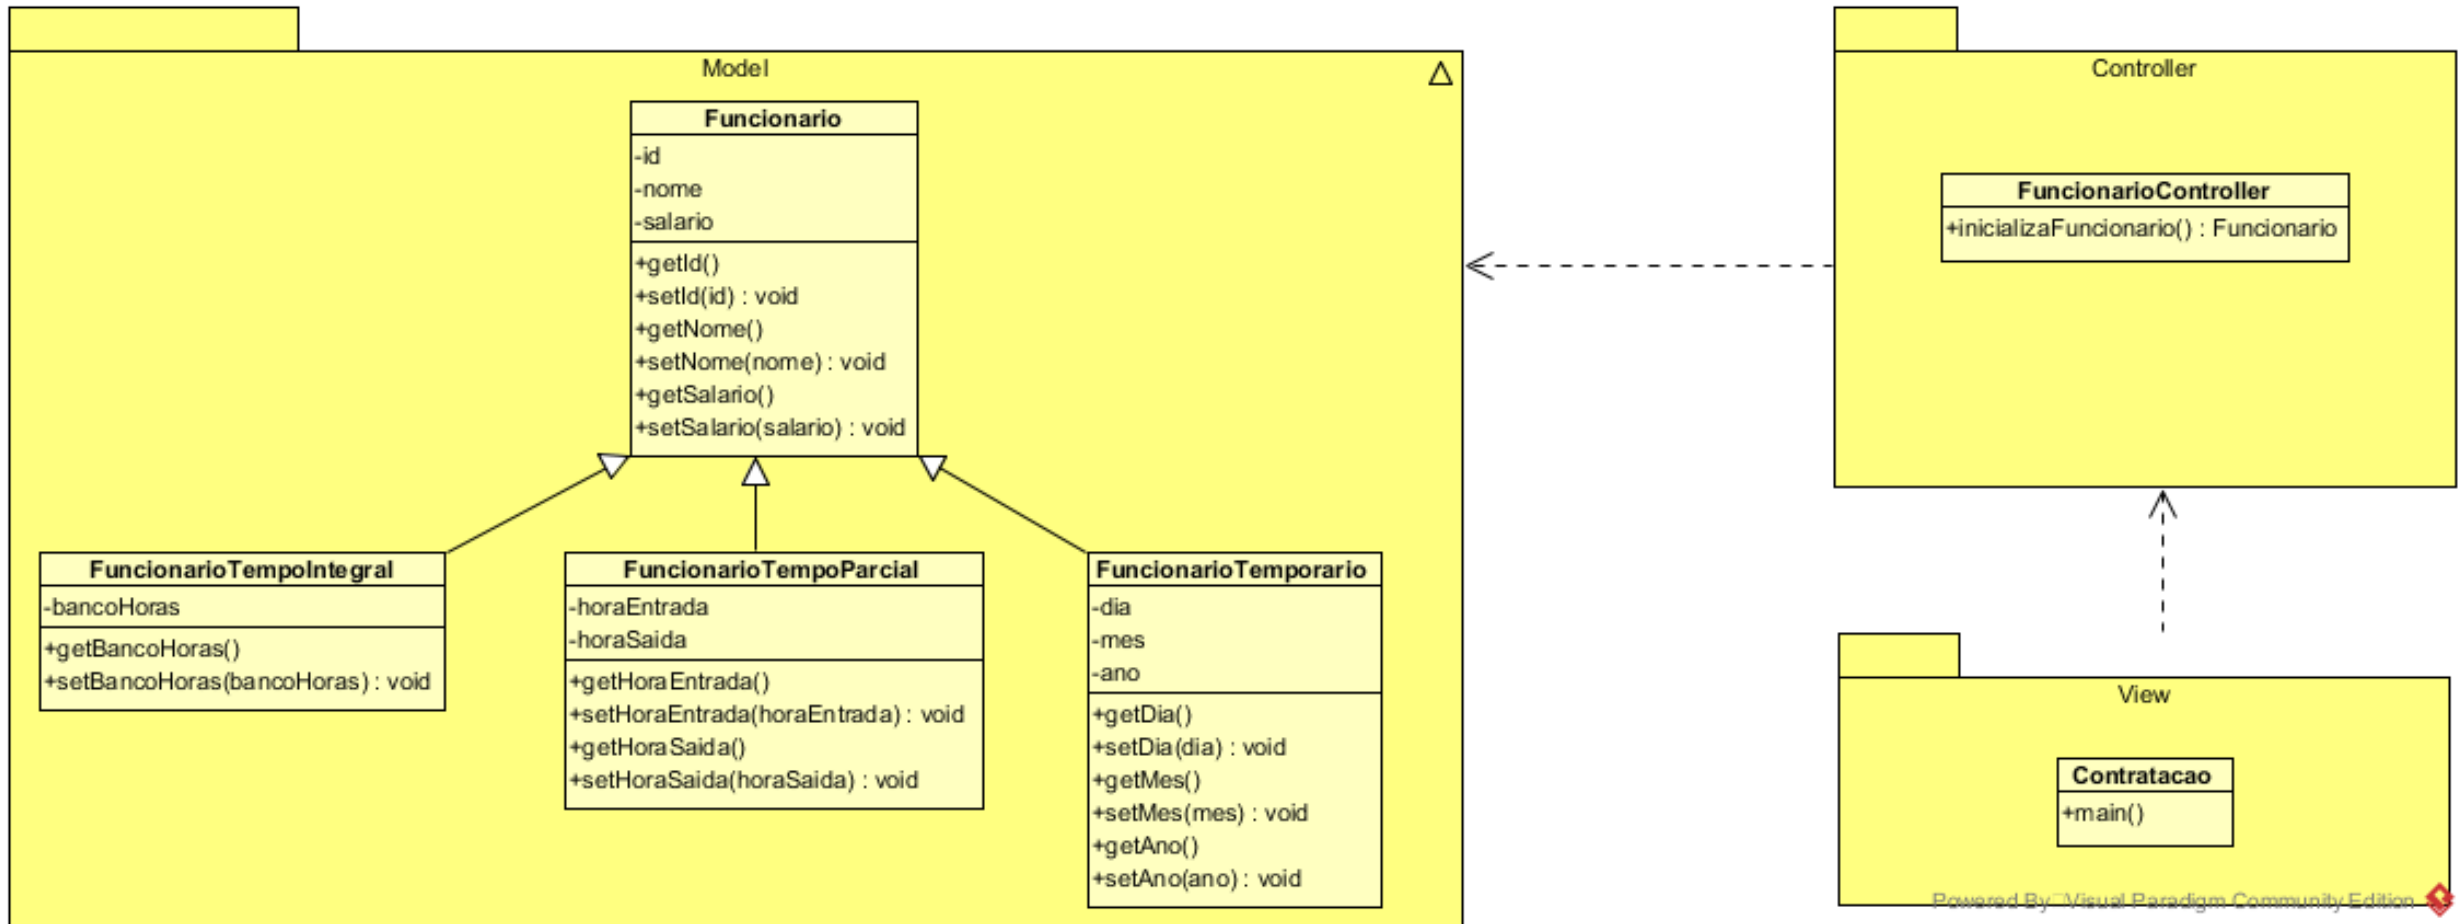 Model
Funcionario
-id
-nome
-salario
+getId()
+setId(id) : void
+getNome()
+setNome(nome) : void
+getSalario()
+setSalario(salario) : void
FuncionarioTempoIntegral
-bancoHoras
+getBancoHoras()
+setBancoHoras(bancoHoras) : void
FuncionarioTempoParcial
-horaEntrada
-horaSaida
+getHoraEntrada()
+setHoraEntrada(horaEntrada) : void
+getHoraSaida()
+setHoraSaida(horaSaida) : void
FuncionarioTemporario
-dia
-mes
-ano
+getDia()
+setDia(dia) : void
+getMes()
+setMes(mes) : void
+getAno()
+setAno(ano) : void
Controller
FuncionarioController
+inicializaFuncionario() : Funcionario
View
Contratacao
+main()
Powered By Visual Paradigm Community Edition